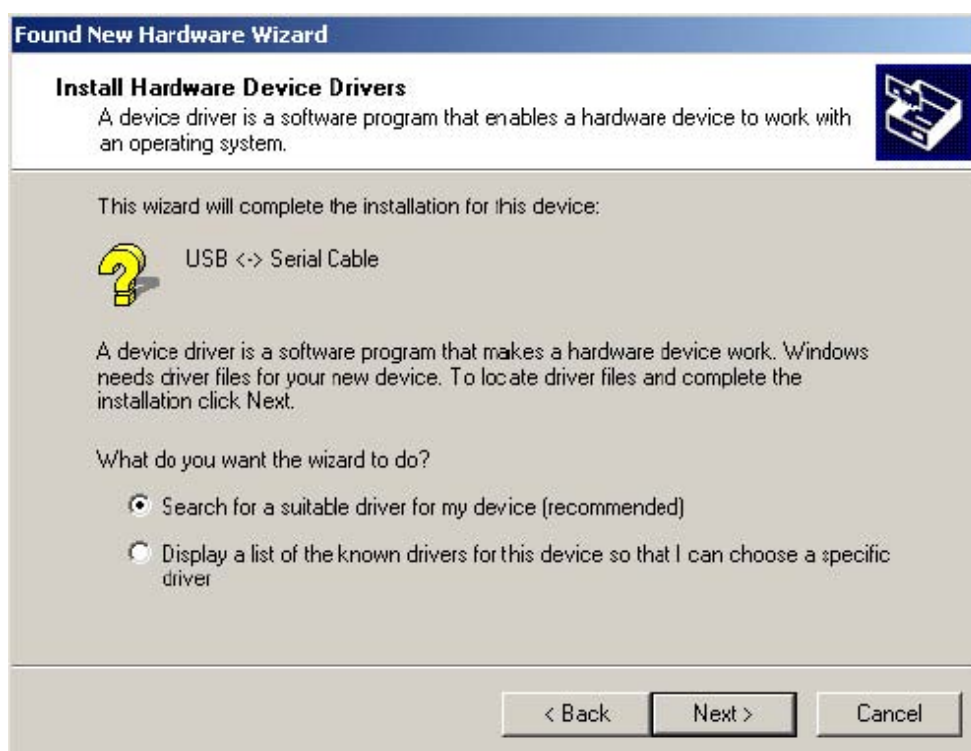 Found New Hardware Wizard
Install Hardware Device Drivers
A device driver is a software program that enables a hardware device to work with
an operating system.
This wizard will complete the installation for this device:
USB <-> Serial Cable
A device driver is a software program that makes a hardware device work. Windows
needs driver files for your new device. To locate driver files and complete the
installation click Next.
What do you want the wizard to do?
Search for a suitable driver for my device (recommended)
Display a list of the known drivers for this device so that I can choose a specific
driver
< Back
Next >
Cancel